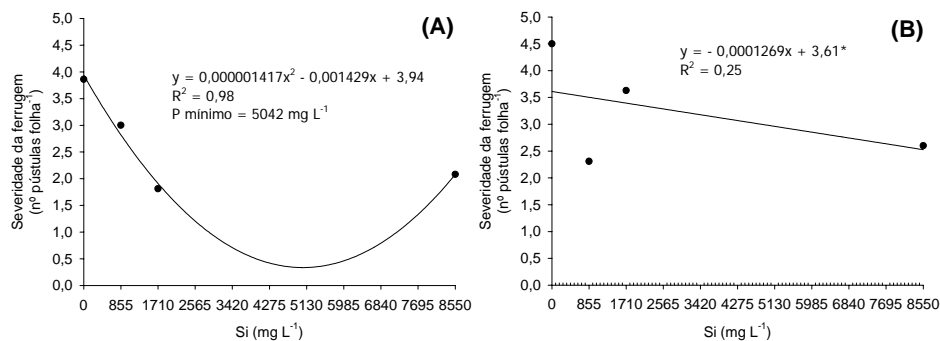 (A)
y = 0,000001417x² - 0,001429x + 3,94
R² = 0,98
P mínimo = 5042 mg L⁻¹
Severidade da ferrugem
(nº pústulas folha⁻¹)
5,0
4,5
4,0
3,5
3,0
2,5
2,0
1,5
1,0
0,5
0,0
0 855 1710 2565 3420 4275 5130 5985 6840 7695 8550
Si (mg L⁻¹)
(B)
y = - 0,0001269x + 3,61*
R² = 0,25
Severidade da ferrugem
(nº pústulas folha⁻¹)
5,0
4,5
4,0
3,5
3,0
2,5
2,0
1,5
1,0
0,5
0,0
0 855 1710 2565 3420 4275 5130 5985 6840 7695 8550
Si (mg L⁻¹)